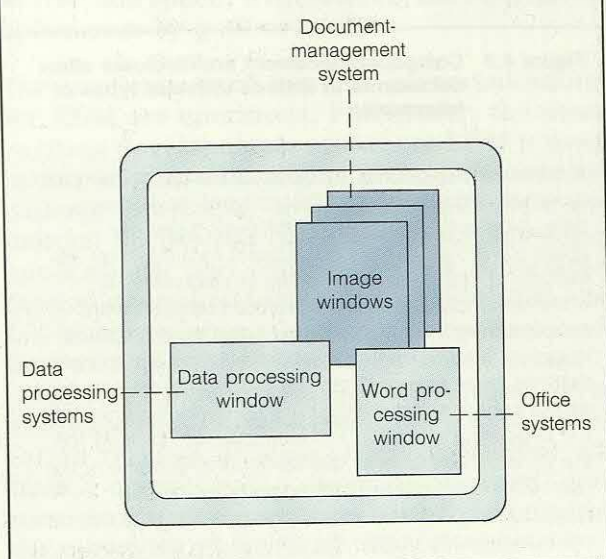 Document-
management
system
Image
windows
Data
processing
systems
Data processing
window
Word pro-
cessing
window
Office
systems